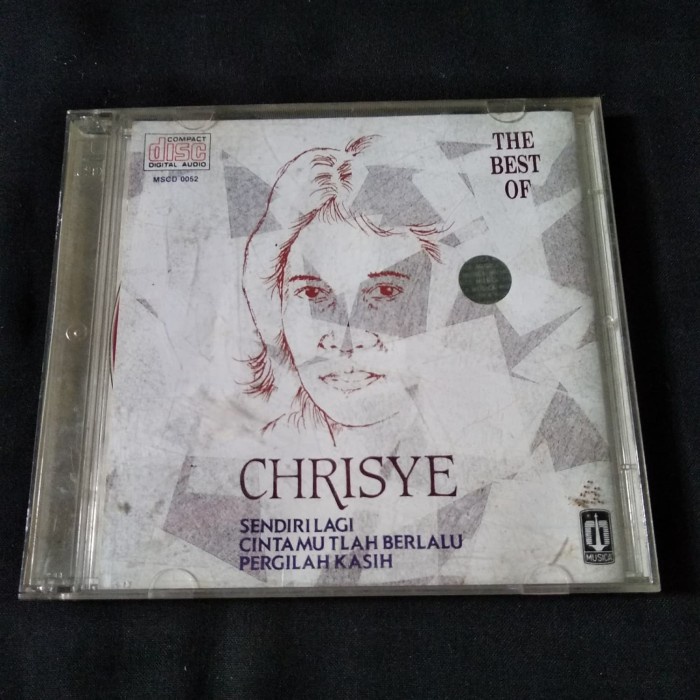 COMPACT
disc
DIGITAL AUDIO
MSCD 0052
THE
BEST
OF
CHRISYE
SENDIRI LAGI
CINTAMU TLAH BERLALU
PERGILAH KASIH
MUSICA